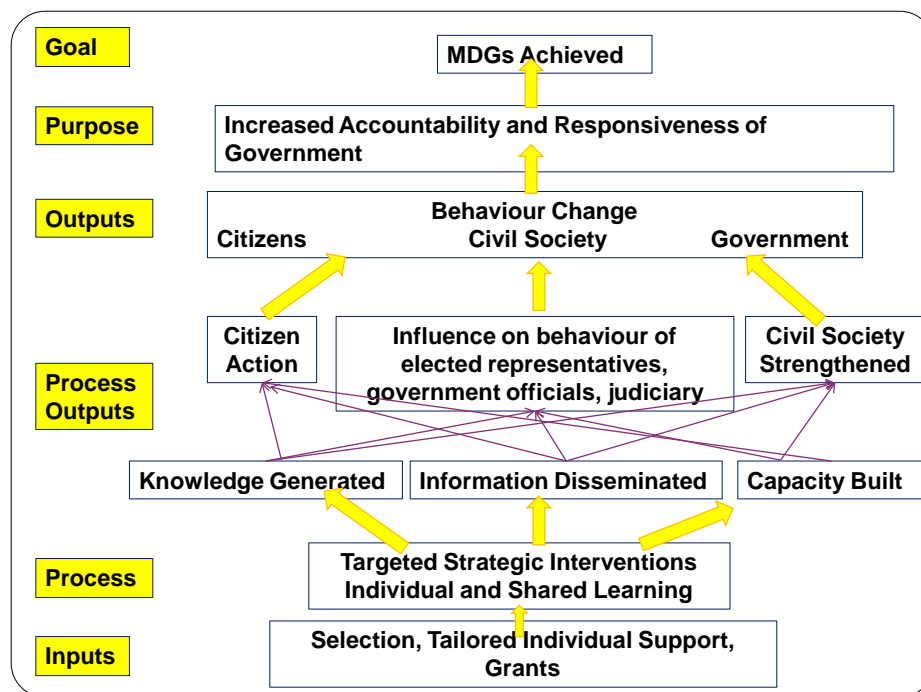 Goal
MDGs Achieved
Purpose
Increased Accountability and Responsiveness of
Government
Outputs
Behaviour Change
Citizens Civil Society Government
Citizen
Action
Influence on behaviour of
elected representatives,
government officials, judiciary
Civil Society
Strengthened
Process
Outputs
Knowledge Generated
Information Disseminated
Capacity Built
Process
Targeted Strategic Interventions
Individual and Shared Learning
Inputs
Selection, Tailored Individual Support,
Grants